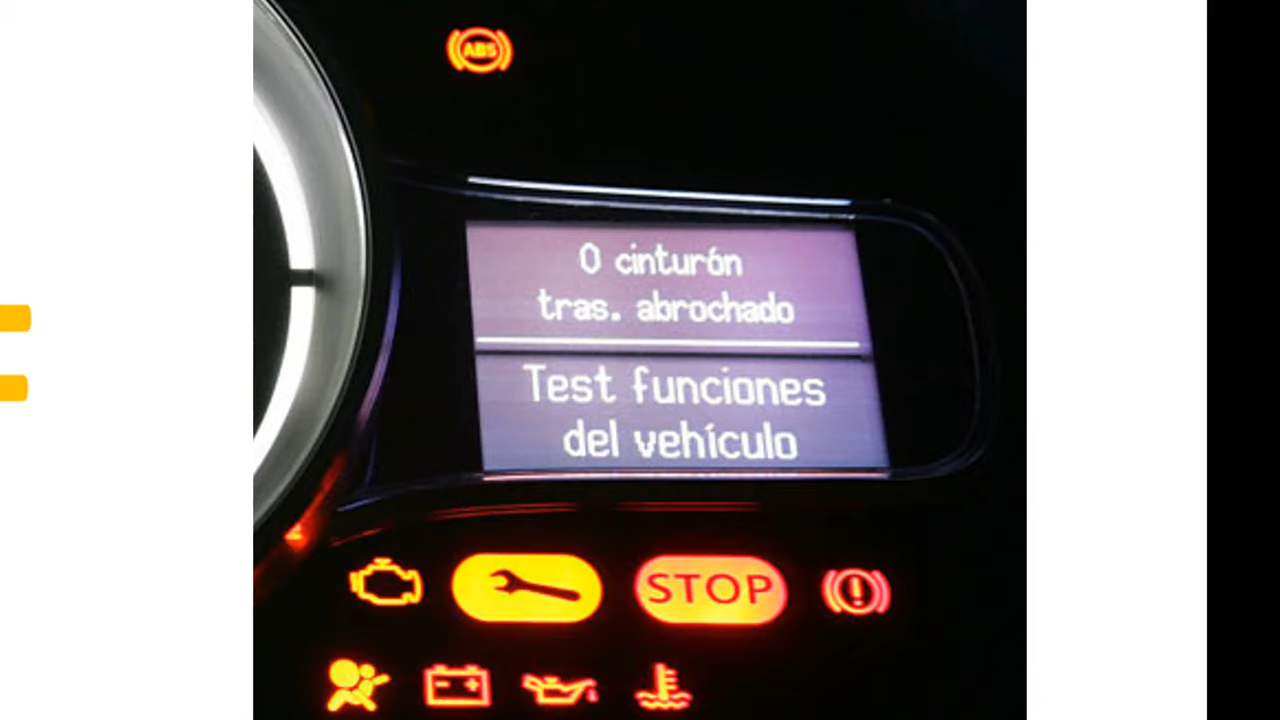 ABS
0 cinturón
tras. abrochado
Test funciones
del vehículo
STOP